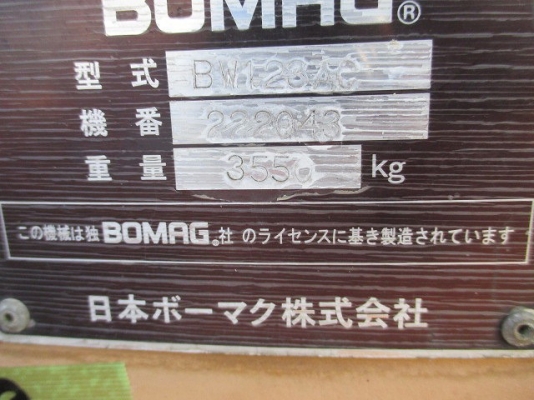 BOMAG®
型式 BW123AC
機番 222043
重量 3550 kg
この機械は独BOMAG社のライセンスに基き製造されています
日本ボーマク株式会社